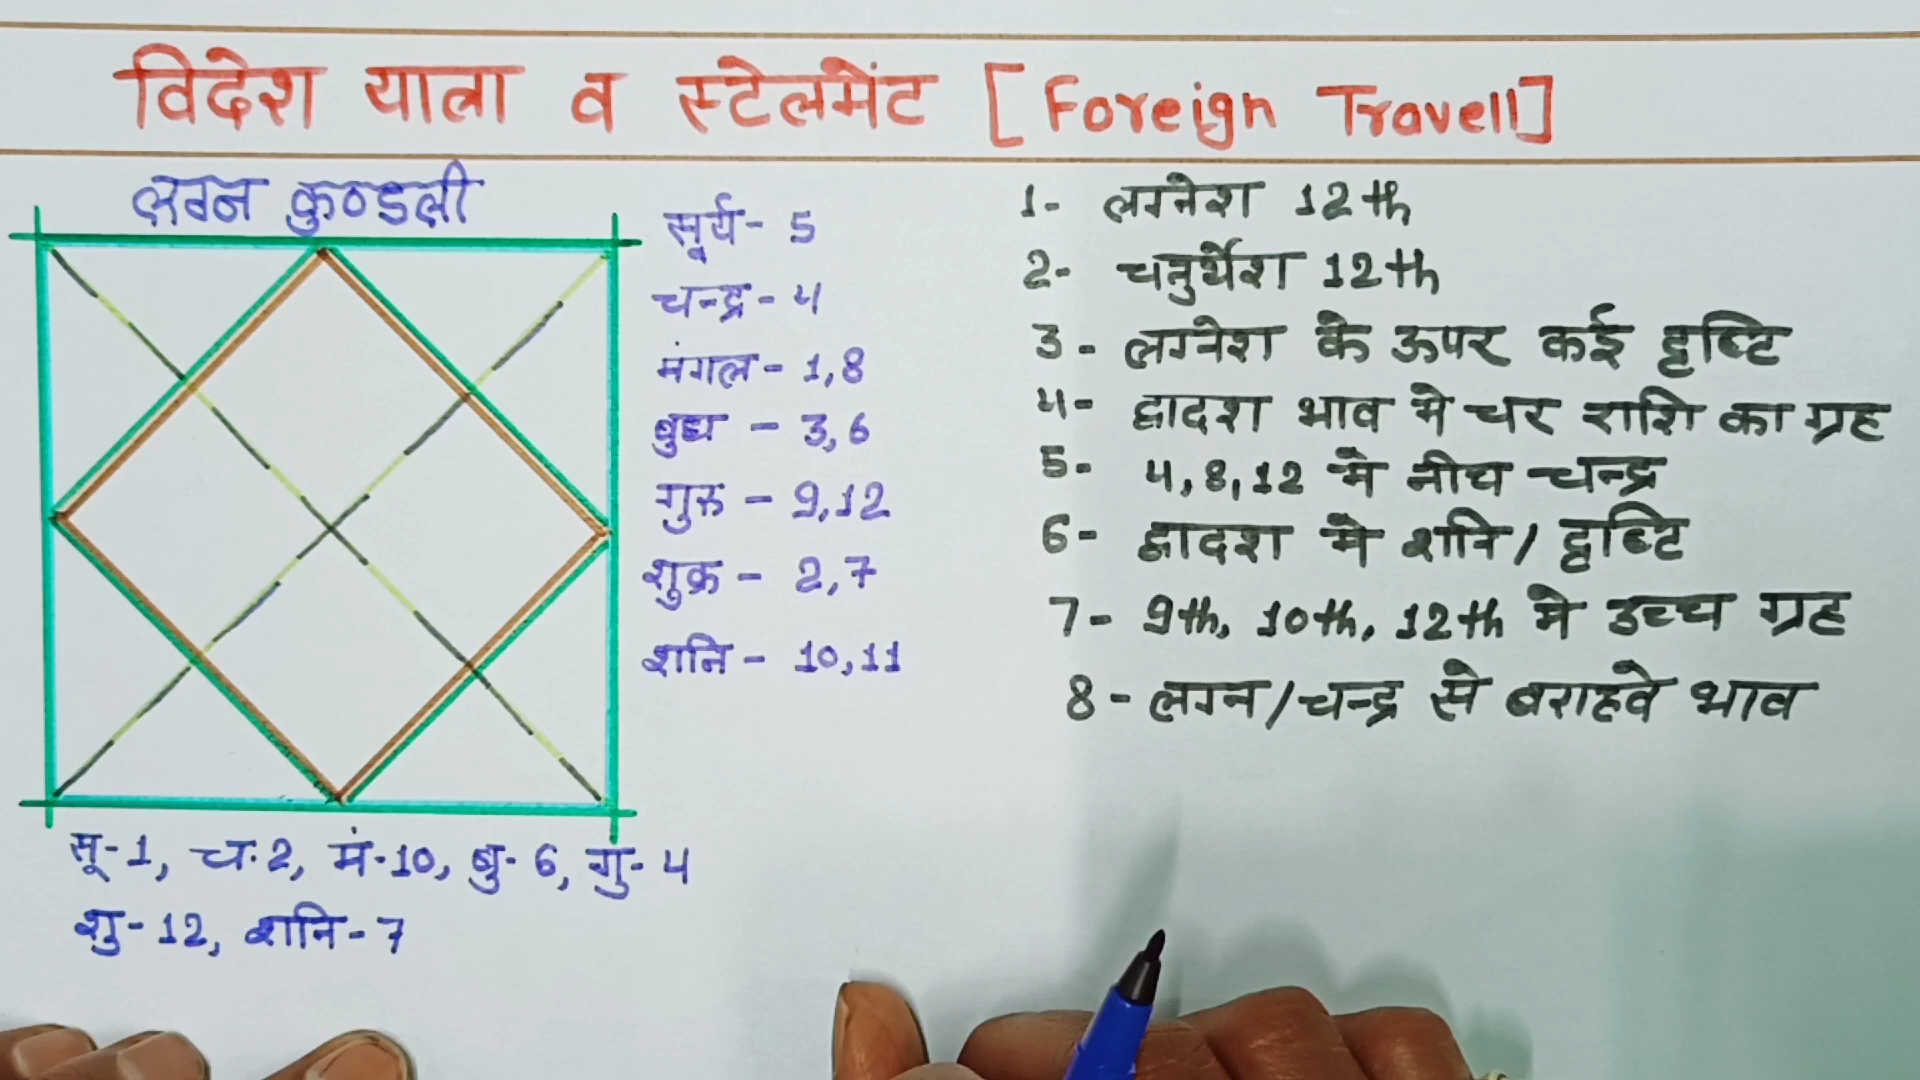 विदेश यात्रा व स्टेलमेंट [Foreign Travell]
लग्न कुण्डली
सूर्य- 5
चन्द्र - 4
मंगल - 1,8
बुद्य - 3,6
गुरु - 9,12
शुक्र - 2,7
शनि - 10,11
सू-1, च.2, मं.10, बु- 6, गु- 4
शु-12, शनि-7
1- लग्नेश 12th
2- चतुर्थेश 12th
3- लग्नेश के ऊपर कई दृष्टि
4- द्वादश भाव मे चर राशि का ग्रह
5- 4,8,12 मे नीच चन्द्र
6- द्वादश मे शनि/दृष्टि
7- 9th, 10th, 12th मे उच्च ग्रह
8- लग्न/चन्द्र से बराहवे भाव